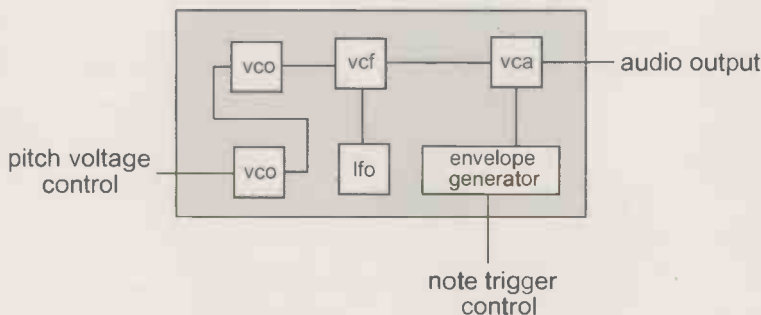 vco
vcf
vca
audio output
pitch voltage
control
vco
lfo
envelope
generator
note trigger
control